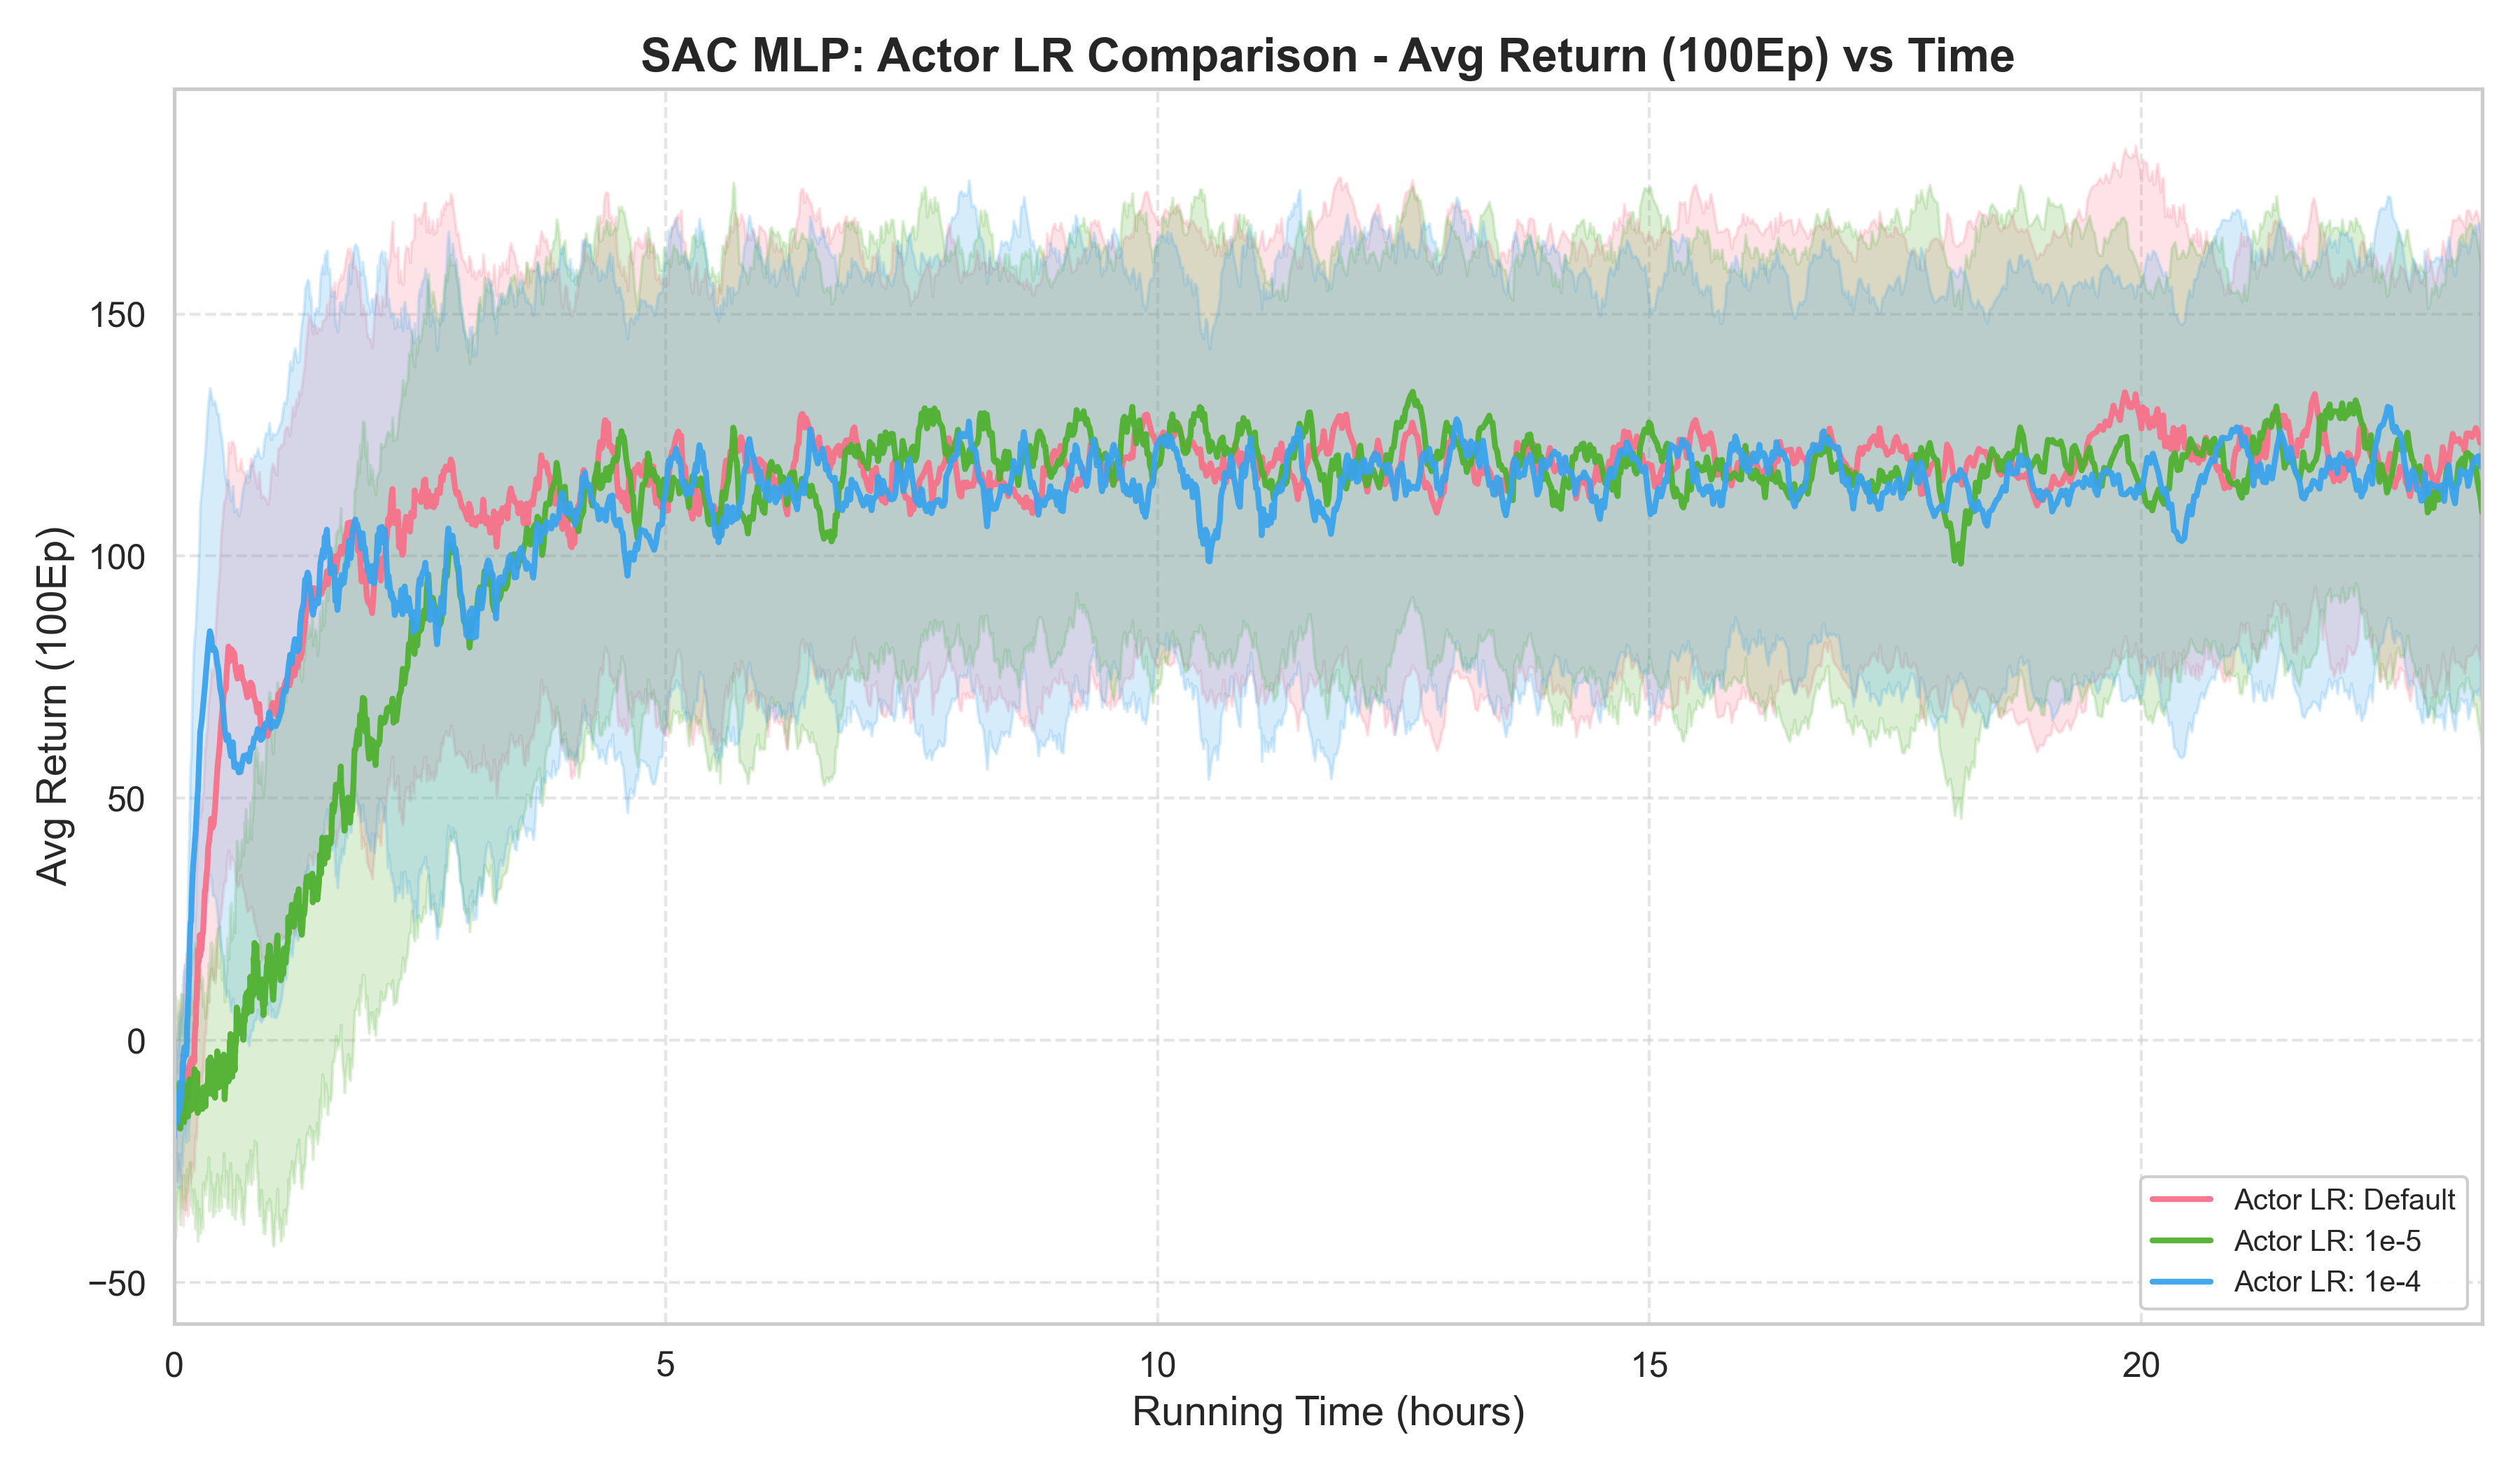 SAC MLP: Actor LR Comparison - Avg Return (100Ep) vs Time
Avg Return (100Ep)
150
100
50
0
−50
0
5
10
15
20
Running Time (hours)
Actor LR: Default
Actor LR: 1e-5
Actor LR: 1e-4